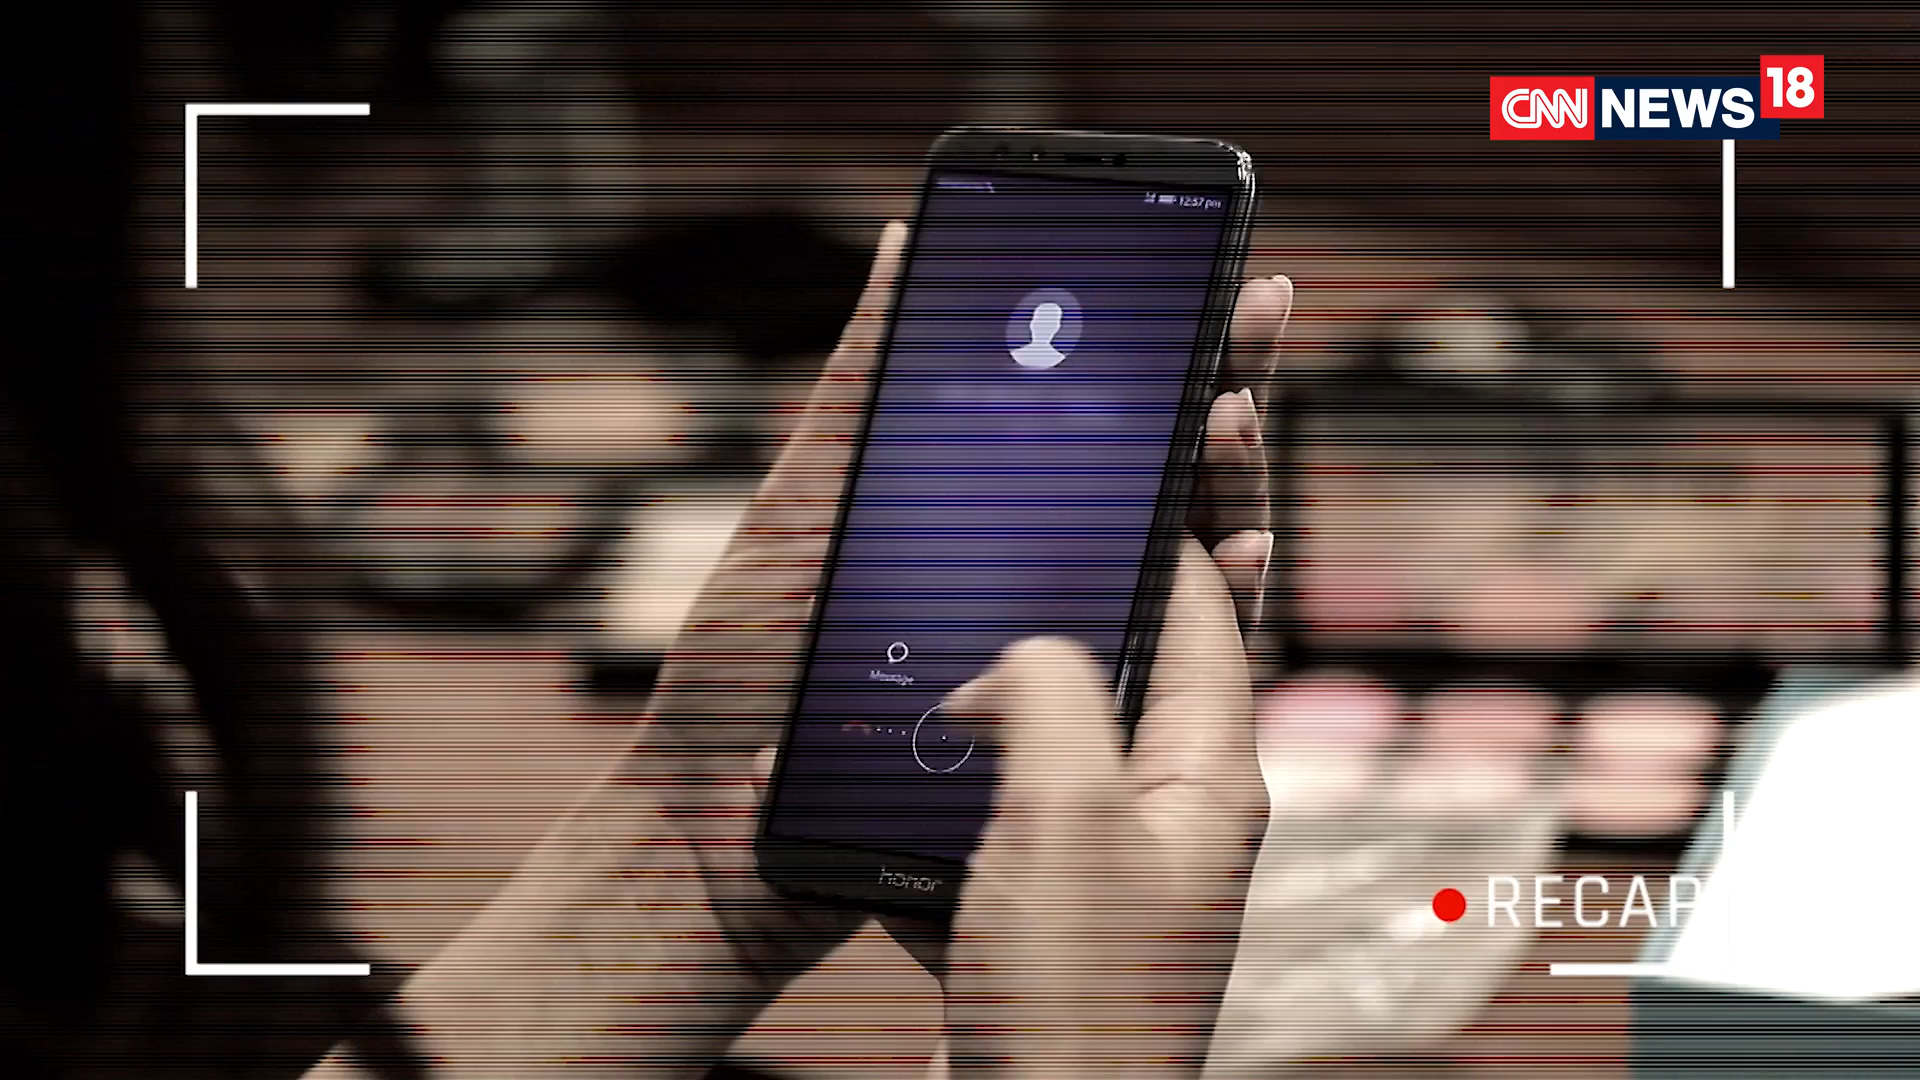 CNN NEWS 18
12:57 pm
Message
honor
RECAP